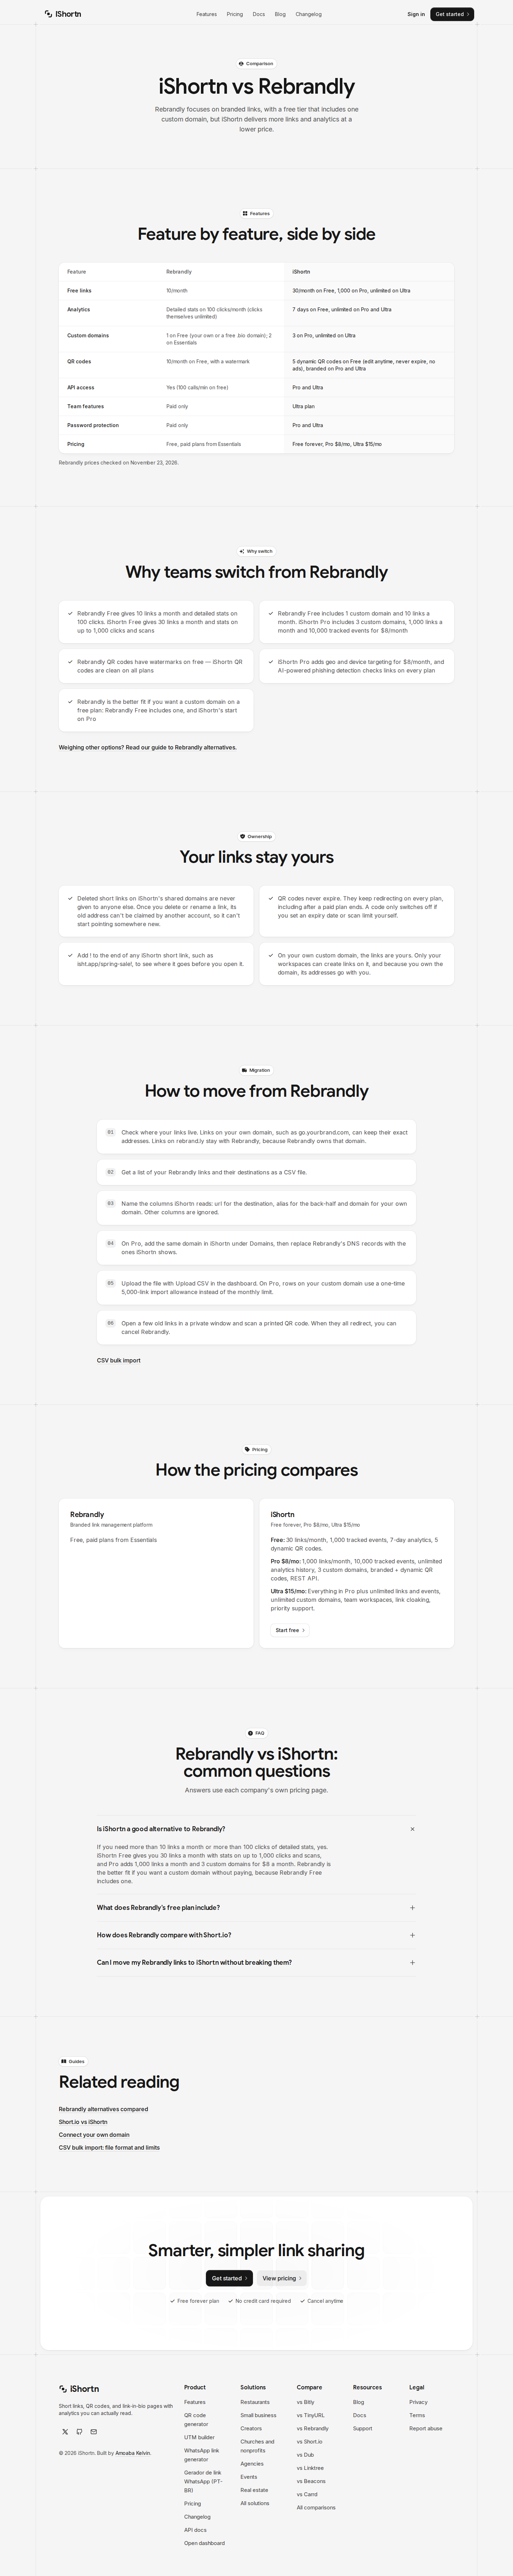 iShortn
Features Pricing Docs Blog Changelog
Sign in
Get started
Comparison
iShortn vs Rebrandly
Rebrandly focuses on branded links, with a free tier that includes one
custom domain, but iShortn delivers more links and analytics at a
lower price.
Features
Feature by feature, side by side
Feature Rebrandly iShortn
Free links 10/month 30/month on Free, 1,000 on Pro, unlimited on Ultra
Analytics Detailed stats on 100 clicks/month (clicks 7 days on Free, unlimited on Pro and Ultra
themselves unlimited)
Custom domains 1 on Free (your own or a free .bio domain); 2 3 on Pro, unlimited on Ultra
on Essentials
QR codes 10/month on Free, with a watermark 5 dynamic QR codes on Free (edit anytime, never expire, no
ads), branded on Pro and Ultra
API access Yes (100 calls/min on free) Pro and Ultra
Team features Paid only Ultra plan
Password protection Paid only Pro and Ultra
Pricing Free, paid plans from Essentials Free forever, Pro $8/mo, Ultra $15/mo
Rebrandly prices checked on November 23, 2026.
Why switch
Why teams switch from Rebrandly
Rebrandly Free gives 10 links a month and detailed stats on
100 clicks. iShortn Free gives 30 links a month and stats on
up to 1,000 clicks and scans
Rebrandly Free includes 1 custom domain and 10 links a
month. iShortn Pro includes 3 custom domains, 1,000 links a
month and 10,000 tracked events for $8/month
Rebrandly QR codes have watermarks on free — iShortn QR
codes are clean on all plans
iShortn Pro adds geo and device targeting for $8/month, and
AI-powered phishing detection checks links on every plan
Rebrandly is the better fit if you want a custom domain on a
free plan: Rebrandly Free includes one, and iShortn's start
on Pro
Weighing other options? Read our guide to Rebrandly alternatives.
Ownership
Your links stay yours
Deleted short links on iShortn's shared domains are never
given to anyone else. Once you delete or rename a link, its
old address can't be claimed by another account, so it can't
start pointing somewhere new.
QR codes never expire. They keep redirecting on every plan,
including after a paid plan ends. A code only switches off if
you set an expiry date or scan limit yourself.
Add ! to the end of any iShortn short link, such as
isht.app/spring-sale!, to see where it goes before you open it.
On your own custom domain, the links are yours. Only your
workspaces can create links on it, and because you own the
domain, its addresses go with you.
Migration
How to move from Rebrandly
01 Check where your links live. Links on your own domain, such as go.yourbrand.com, can keep their exact
addresses. Links on rebrand.ly stay with Rebrandly, because Rebrandly owns that domain.
02 Get a list of your Rebrandly links and their destinations as a CSV file.
03 Name the columns iShortn reads: url for the destination, alias for the back-half and domain for your own
domain. Other columns are ignored.
04 On Pro, add the same domain in iShortn under Domains, then replace Rebrandly's DNS records with the
ones iShortn shows.
05 Upload the file with Upload CSV in the dashboard. On Pro, rows on your custom domain use a one-time
5,000-link import allowance instead of the monthly limit.
06 Open a few old links in a private window and scan a printed QR code. When they all redirect, you can
cancel Rebrandly.
CSV bulk import
Pricing
How the pricing compares
Rebrandly
Branded link management platform
Free, paid plans from Essentials
iShortn
Free forever, Pro $8/mo, Ultra $15/mo
Free: 30 links/month, 1,000 tracked events, 7-day analytics, 5
dynamic QR codes.
Pro $8/mo: 1,000 links/month, 10,000 tracked events, unlimited
analytics history, 3 custom domains, branded + dynamic QR
codes, REST API.
Ultra $15/mo: Everything in Pro plus unlimited links and events,
unlimited custom domains, team workspaces, link cloaking,
priority support.
Start free
FAQ
Rebrandly vs iShortn:
common questions
Answers use each company's own pricing page.
Is iShortn a good alternative to Rebrandly?
If you need more than 10 links a month or more than 100 clicks of detailed stats, yes.
iShortn Free gives you 30 links a month with stats on up to 1,000 clicks and scans,
and Pro adds 1,000 links a month and 3 custom domains for $8 a month. Rebrandly is
the better fit if you want a custom domain without paying, because Rebrandly Free
includes one.
What does Rebrandly's free plan include?
How does Rebrandly compare with Short.io?
Can I move my Rebrandly links to iShortn without breaking them?
Guides
Related reading
Rebrandly alternatives compared
Short.io vs iShortn
Connect your own domain
CSV bulk import: file format and limits
Smarter, simpler link sharing
Get started
View pricing
Free forever plan No credit card required Cancel anytime
iShortn
Short links, QR codes, and link-in-bio pages with
analytics you can actually read.
© 2026 iShortn. Built by Amoaba Kelvin.
Product
Features
QR code
generator
UTM builder
WhatsApp link
generator
Gerador de link
WhatsApp (PT-
BR)
Pricing
Changelog
API docs
Open dashboard
Solutions
Restaurants
Small business
Creators
Churches and
nonprofits
Agencies
Events
Real estate
All solutions
Compare
vs Bitly
vs TinyURL
vs Rebrandly
vs Short.io
vs Dub
vs Linktree
vs Beacons
vs Carrd
All comparisons
Resources
Blog
Docs
Support
Legal
Privacy
Terms
Report abuse